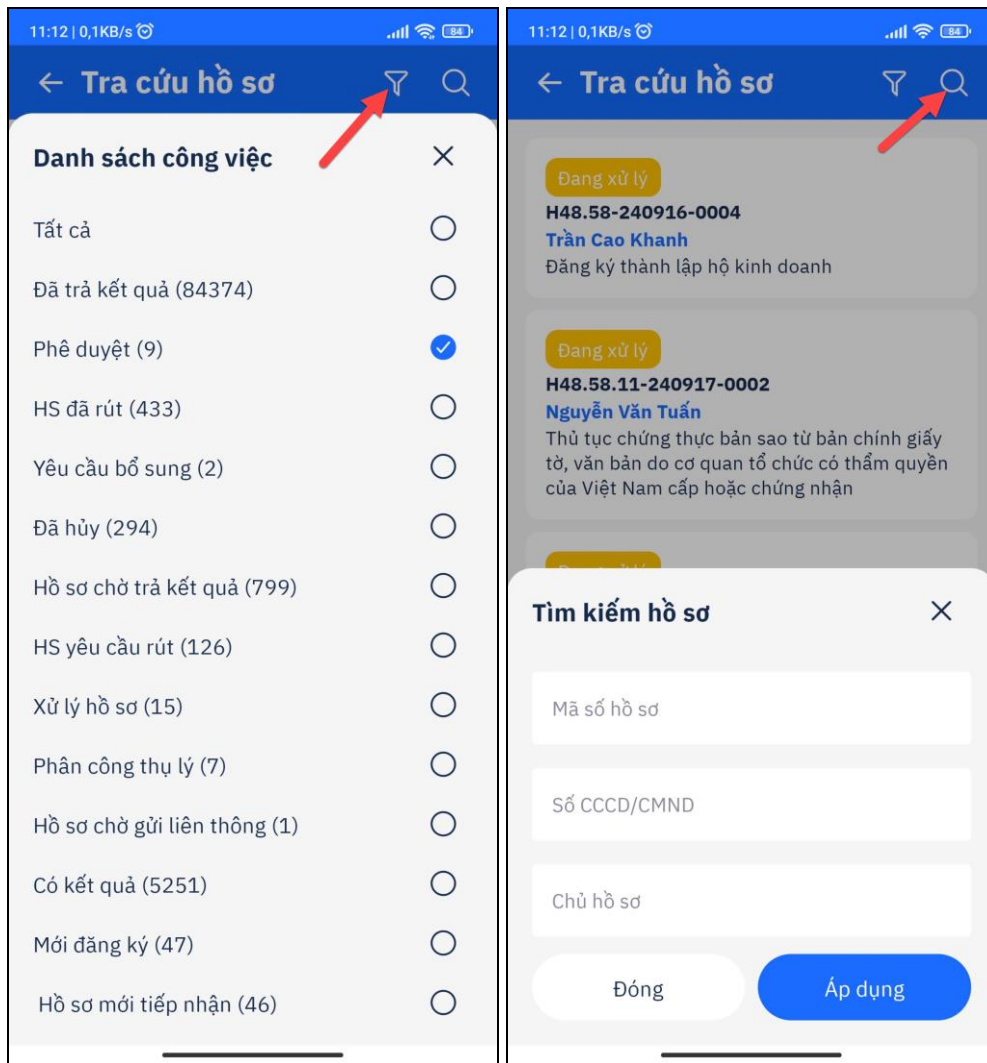 11:12 | 0,1KB/s
84
Tra cứu hồ sơ
Danh sách công việc
Tất cả
Đã trả kết quả (84374)
Phê duyệt (9)
HS đã rút (433)
Yêu cầu bổ sung (2)
Đã hủy (294)
Hồ sơ chờ trả kết quả (799)
HS yêu cầu rút (126)
Xử lý hồ sơ (15)
Phân công thụ lý (7)
Hồ sơ chờ gửi liên thông (1)
Có kết quả (5251)
Mới đăng ký (47)
Hồ sơ mới tiếp nhận (46)
11:12 | 0,1KB/s
84
Tra cứu hồ sơ
Đang xử lý
H48.58-240916-0004
Trần Cao Khanh
Đăng ký thành lập hộ kinh doanh
Đang xử lý
H48.58.11-240917-0002
Nguyễn Văn Tuấn
Thủ tục chứng thực bản sao từ bản chính giấy
tờ, văn bản do cơ quan tổ chức có thẩm quyền
của Việt Nam cấp hoặc chứng nhận
Tìm kiếm hồ sơ
Mã số hồ sơ
Số CCCD/CMND
Chủ hồ sơ
Đóng
Áp dụng